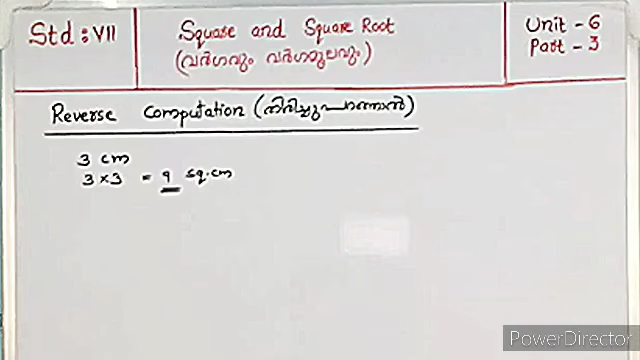 Std : VII
Square and Square Root
(വർഗവും വർഗമൂലവും)
Unit - 6
Part - 3
Reverse Computation (തിരിച്ചുപറഞ്ഞാൽ)
3 cm
3 × 3 = 9 sq.cm
PowerDirector